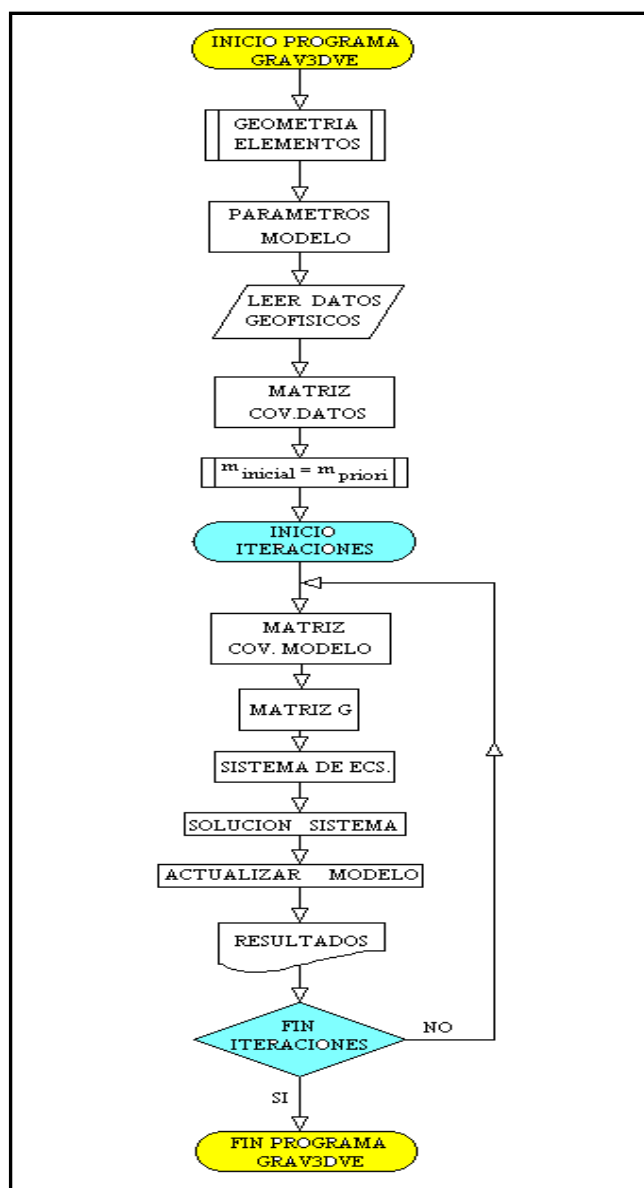 INICIO PROGRAMA
GRAV3DVE
GEOMETRIA
ELEMENTOS
PARAMETROS
MODELO
LEER DATOS
GEOFISICOS
MATRIZ
COV.DATOS
m inicial = m priori
INICIO
ITERACIONES
MATRIZ
COV. MODELO
MATRIZ G
SISTEMA DE ECS.
SOLUCION SISTEMA
ACTUALIZAR MODELO
RESULTADOS
FIN
ITERACIONES
NO
SI
FIN PROGRAMA
GRAV3DVE